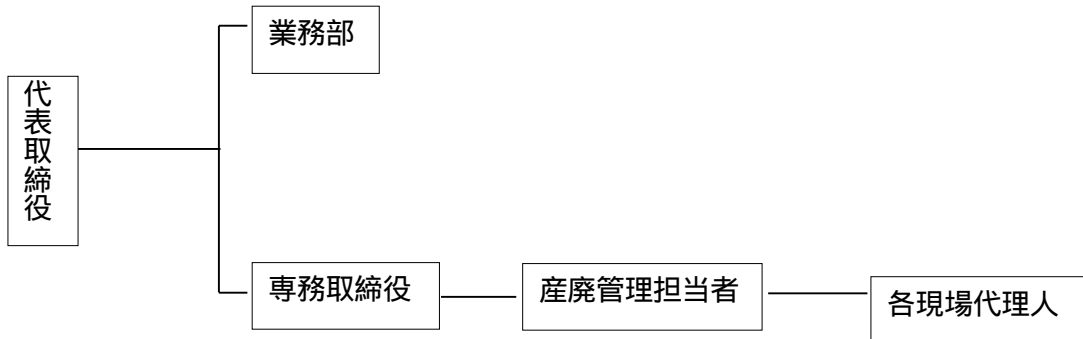 業務部
代表取締役
専務取締役
産廃管理担当者
各現場代理人